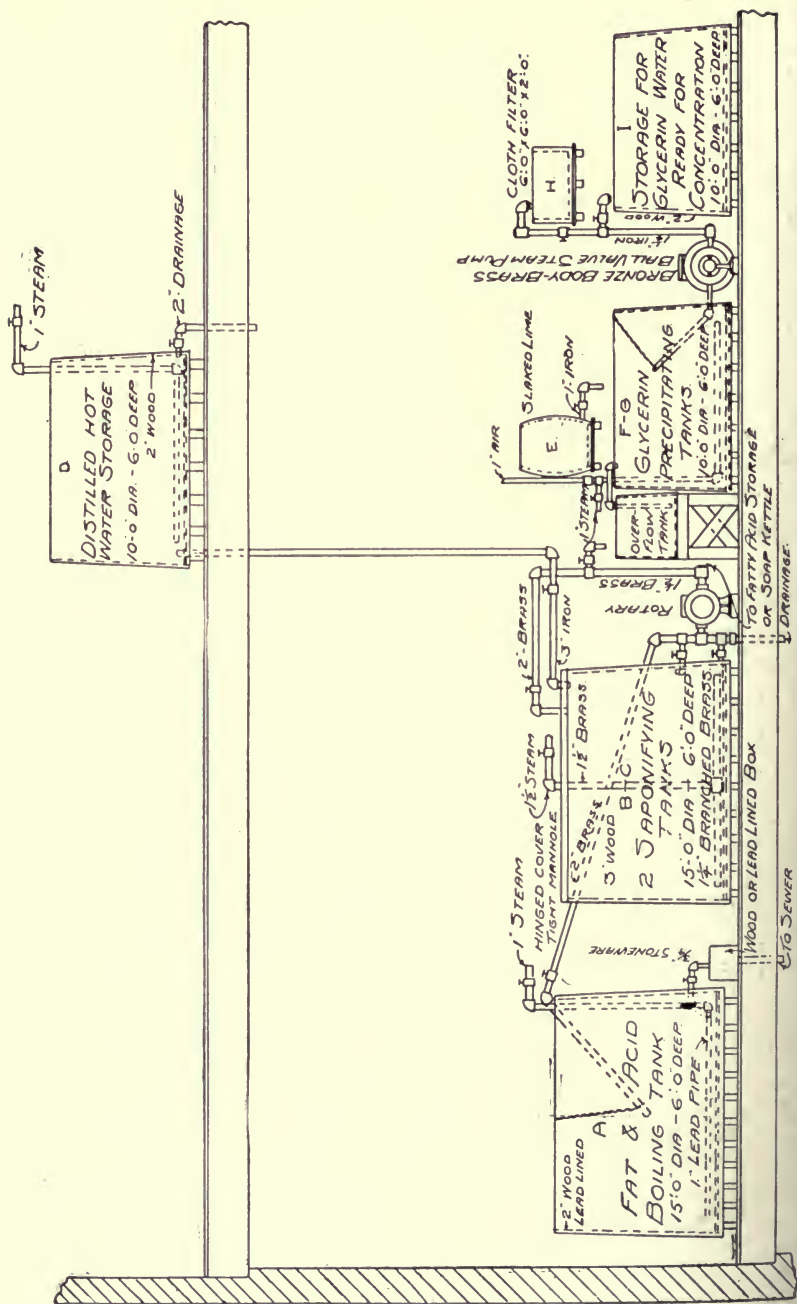 1" STEAM
D
DISTILLED HOT
WATER STORAGE
10'-0" DIA. - 6'-0" DEEP
2" WOOD
2" DRAINAGE
2" WOOD
LEAD LINED
A
FAT & ACID
BOILING TANK
15'-0" DIA - 6'-0" DEEP
1" LEAD PIPE
1" STEAM
¾" STONEWARE
WOOD OR LEAD LINED BOX
TO SEWER
HINGED COVER
TIGHT MANHOLE
1½" STEAM
2" BRASS
1½" BRASS
3" WOOD
B+C
2 SAPONIFYING
TANKS
15'-0" DIA - 6'-0" DEEP
1¼" BRANCHED BRASS
2" BRASS
3" IRON
1½" BRASS
ROTARY
TO FATTY ACID STORAGE
OR SOAP KETTLE
DRAINAGE
1" STEAM
OVER-
FLOW
TANK
1" AIR
SLAKED LIME
E.
1" IRON
F-G
GLYCERIN
PRECIPITATING
TANKS.
10'-0" DIA - 6'-0" DEEP
BRONZE BODY-BRASS
BALL VALVE STEAM PUMP
1½" IRON
CLOTH FILTER
6'-0" x 6'-0" x 2'-0"
H.
2" WOOD
I
STORAGE FOR
GLYCERIN WATER
READY FOR
CONCENTRATION
10'-0" DIA - 6'-0" DEEP